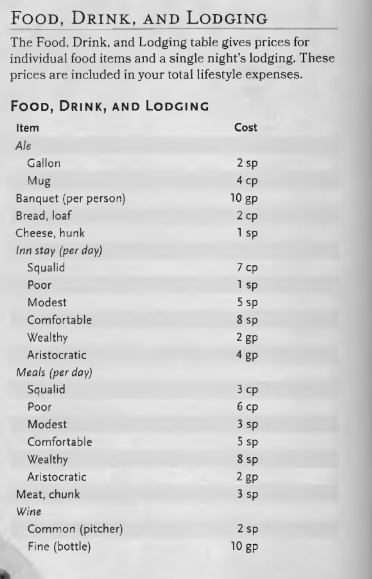 FOOD, DRINK, AND LODGING
The Food, Drink, and Lodging table gives prices for
individual food items and a single night's lodging. These
prices are included in your total lifestyle expenses.
FOOD, DRINK, AND LODGING
Item Cost
Ale
Gallon 2 sp
Mug 4 cp
Banquet (per person) 10 gp
Bread, loaf 2 cp
Cheese, hunk 1 sp
Inn stay (per day)
Squalid 7 cp
Poor 1 sp
Modest 5 sp
Comfortable 8 sp
Wealthy 2 gp
Aristocratic 4 gp
Meals (per day)
Squalid 3 cp
Poor 6 cp
Modest 3 sp
Comfortable 5 sp
Wealthy 8 sp
Aristocratic 2 gp
Meat, chunk 3 sp
Wine
Common (pitcher) 2 sp
Fine (bottle) 10 gp